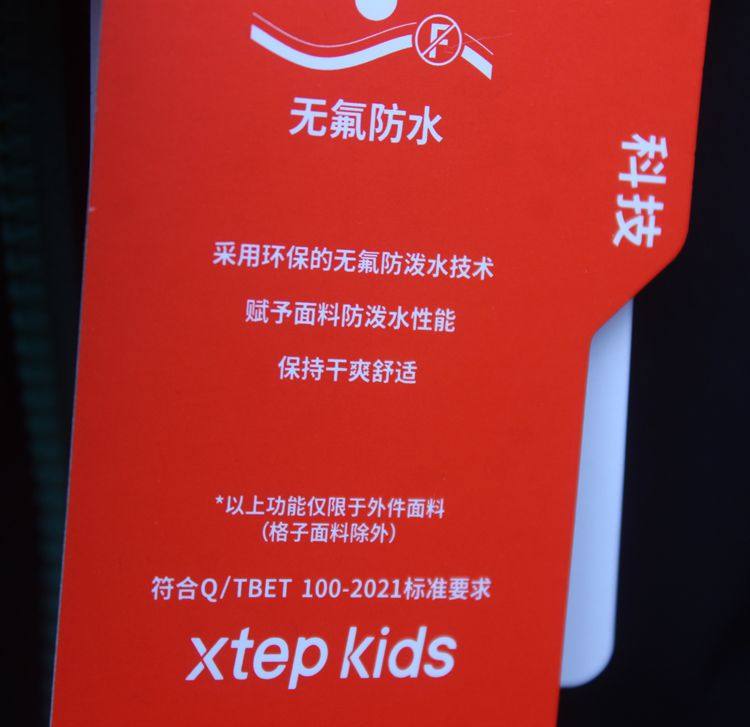 F
无氟防水
科技
采用环保的无氟防泼水技术
赋予面料防泼水性能
保持干爽舒适
*以上功能仅限于外件面料
（格子面料除外）
符合Q/TBET 100-2021标准要求
xtep kids